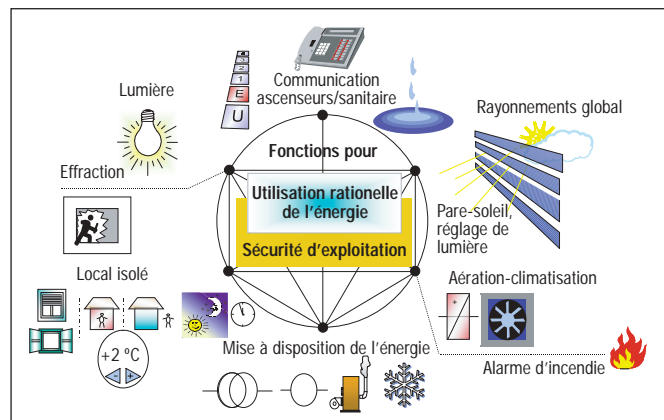 Communication
ascenseurs/sanitaire
3
2
1
E
U
Lumière
Rayonnements global
Effraction
Fonctions pour
Utilisation rationelle
de l'énergie
Sécurité d'exploitation
Pare-soleil,
réglage de
lumière
Local isolé
Aération-climatisation
+
+2 °C
- +
Mise à disposition de l'énergie
Alarme d'incendie